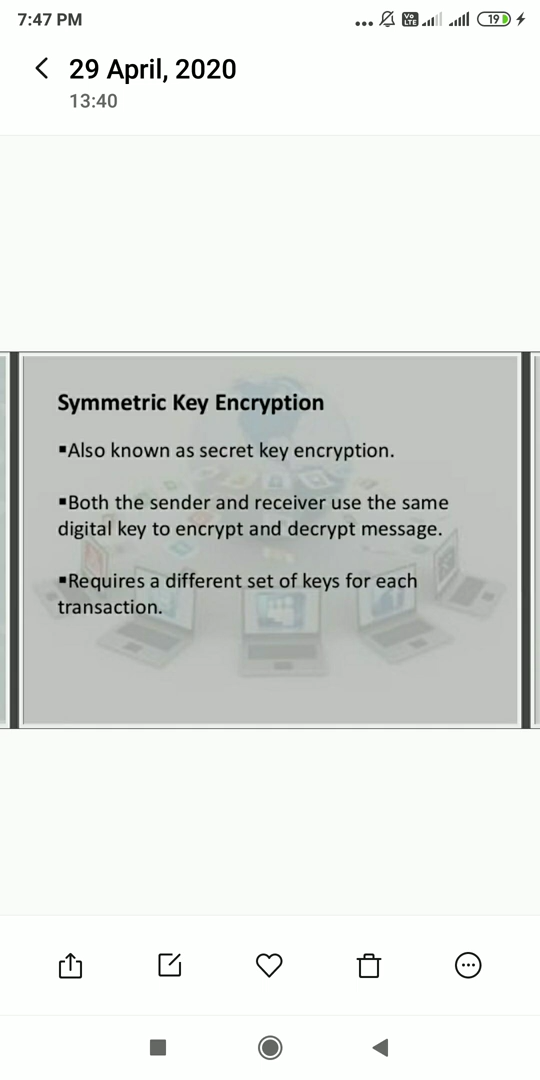 7:47 PM
... Vo LTE 19
29 April, 2020
13:40
Symmetric Key Encryption
▪Also known as secret key encryption.
▪Both the sender and receiver use the same
digital key to encrypt and decrypt message.
▪Requires a different set of keys for each
transaction.